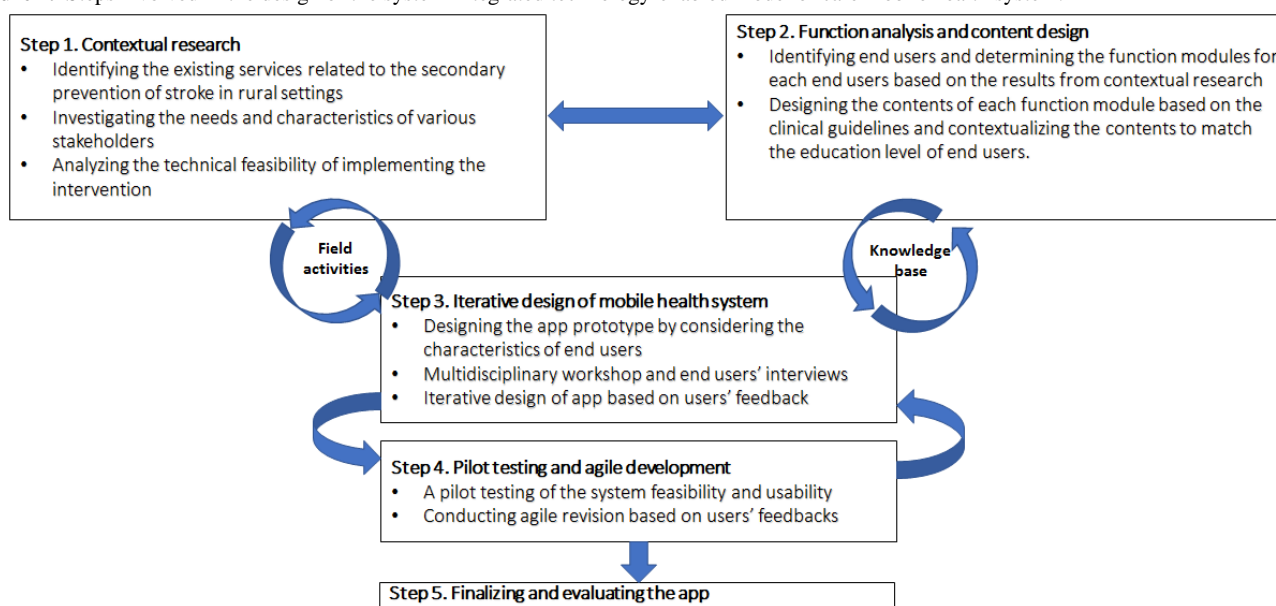 Step 1. Contextual research
• Identifying the existing services related to the secondary
prevention of stroke in rural settings
• Investigating the needs and characteristics of various
stakeholders
• Analyzing the technical feasibility of implementing the
intervention
Step 2. Function analysis and content design
• Identifying end users and determining the function modules for
each end users based on the results from contextual research
• Designing the contents of each function module based on the
clinical guidelines and contextualizing the contents to match
the education level of end users.
Field
activities
Knowledge
base
Step 3. Iterative design of mobile health system
• Designing the app prototype by considering the
characteristics of end users
• Multidisciplinary workshop and end users’ interviews
• Iterative design of app based on users’ feedback
Step 4. Pilot testing and agile development
• A pilot testing of the system feasibility and usability
• Conducting agile revision based on users’ feedbacks
Step 5. Finalizing and evaluating the app